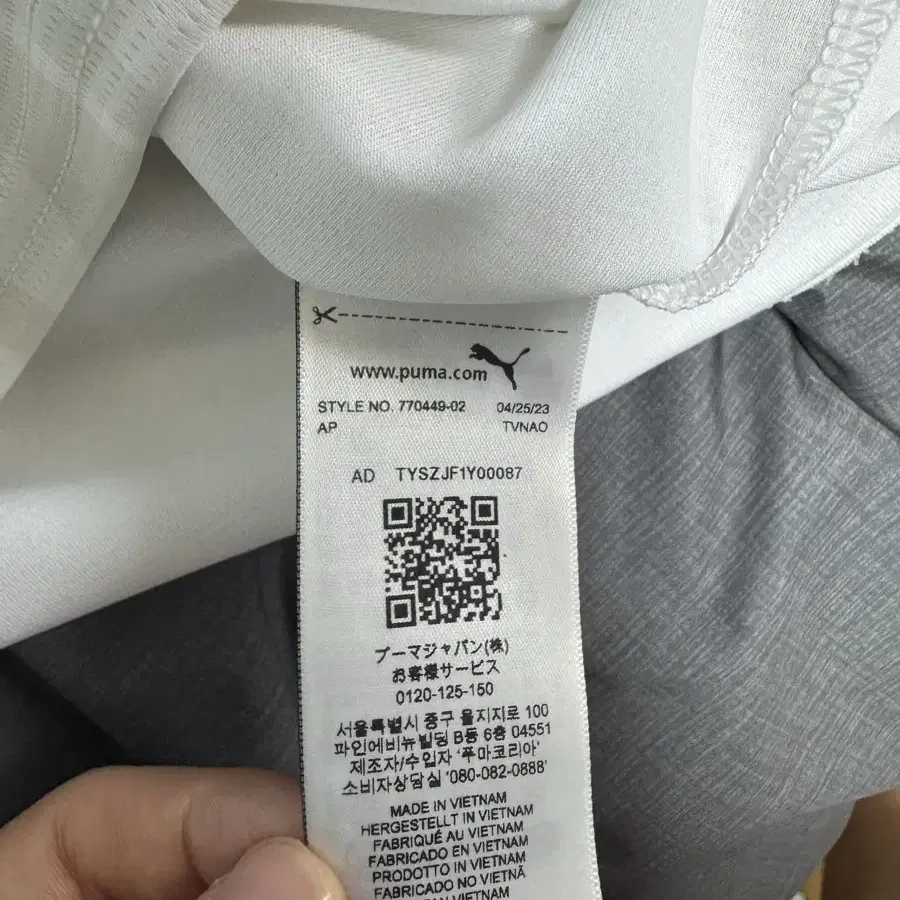 www.puma.com
STYLE NO. 770449-02 04/25/23
AP TVNAO
AD TYSZJF1Y00087
プーマジャパン(株)
お客様サービス
0120-125-150
서울특별시 중구 을지지로 100
파인에비뉴빌딩 B동 6층 04551
제조자/수입자 '푸마코리아'
소비자상담실 '080-082-0888'
MADE IN VIETNAM
HERGESTELLT IN VIETNAM
FABRIQUÉ AU VIETNAM
FABRICADO EN VIETNAM
PRODOTTO IN VIETNAM
FABRICADO NO VIETNÃ
VIETNAM